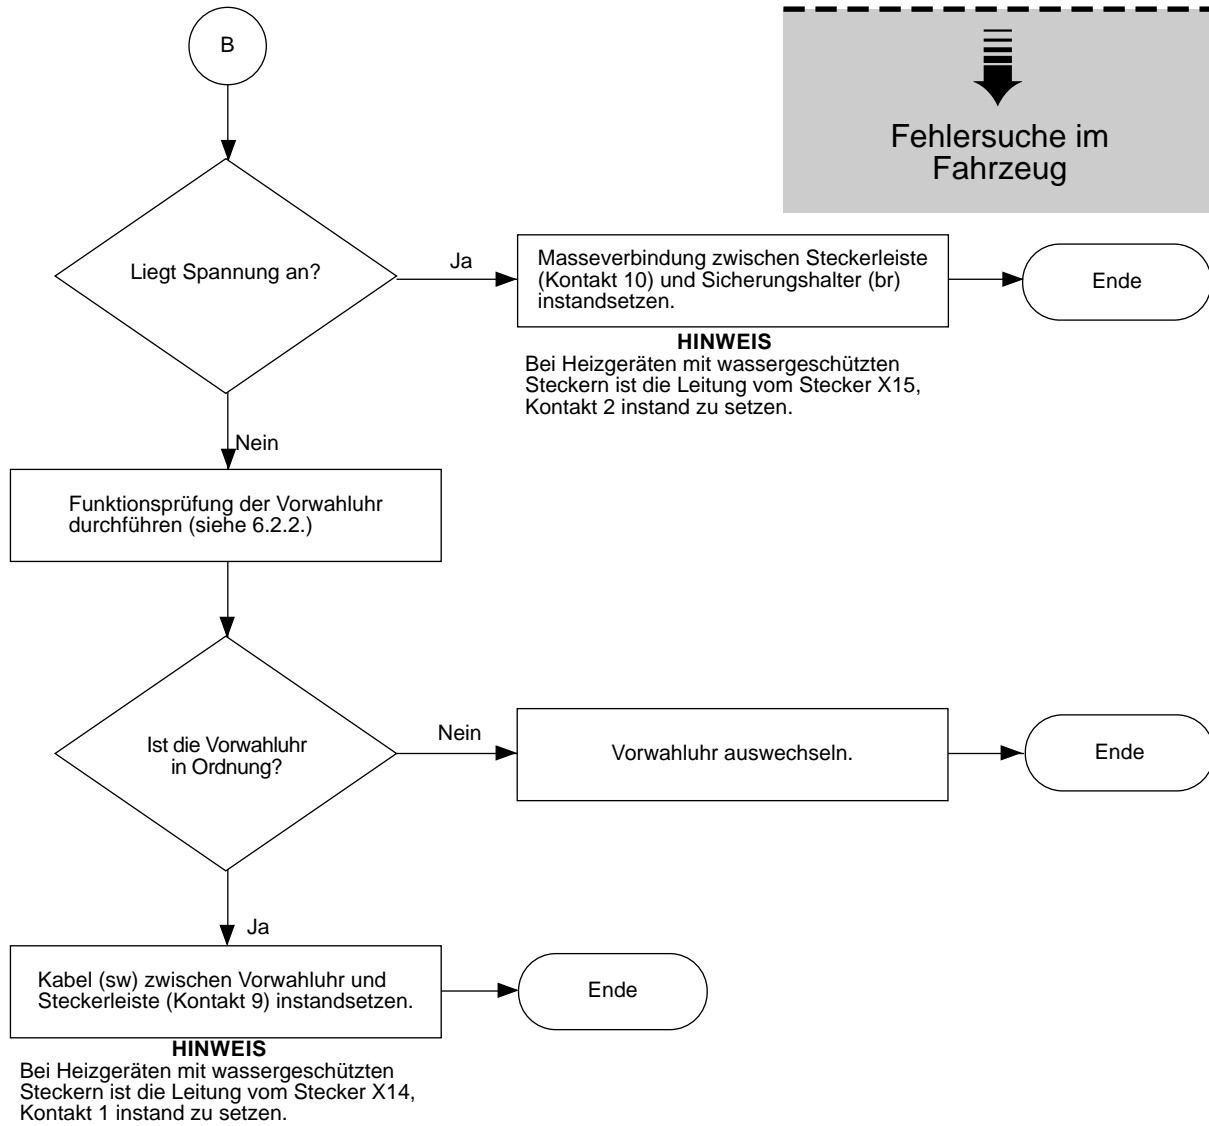 B
Fehlersuche im
Fahrzeug
Liegt Spannung an?
Ja
Masseverbindung zwischen Steckerleiste
(Kontakt 10) und Sicherungshalter (br)
instandsetzen.
Ende
HINWEIS
Bei Heizgeräten mit wassergeschützten
Steckern ist die Leitung vom Stecker X15,
Kontakt 2 instand zu setzen.
Nein
Funktionsprüfung der Vorwahluhr
durchführen (siehe 6.2.2.)
Ist die Vorwahluhr
in Ordnung?
Nein
Vorwahluhr auswechseln.
Ende
Ja
Kabel (sw) zwischen Vorwahluhr und
Steckerleiste (Kontakt 9) instandsetzen.
Ende
HINWEIS
Bei Heizgeräten mit wassergeschützten
Steckern ist die Leitung vom Stecker X14,
Kontakt 1 instand zu setzen.